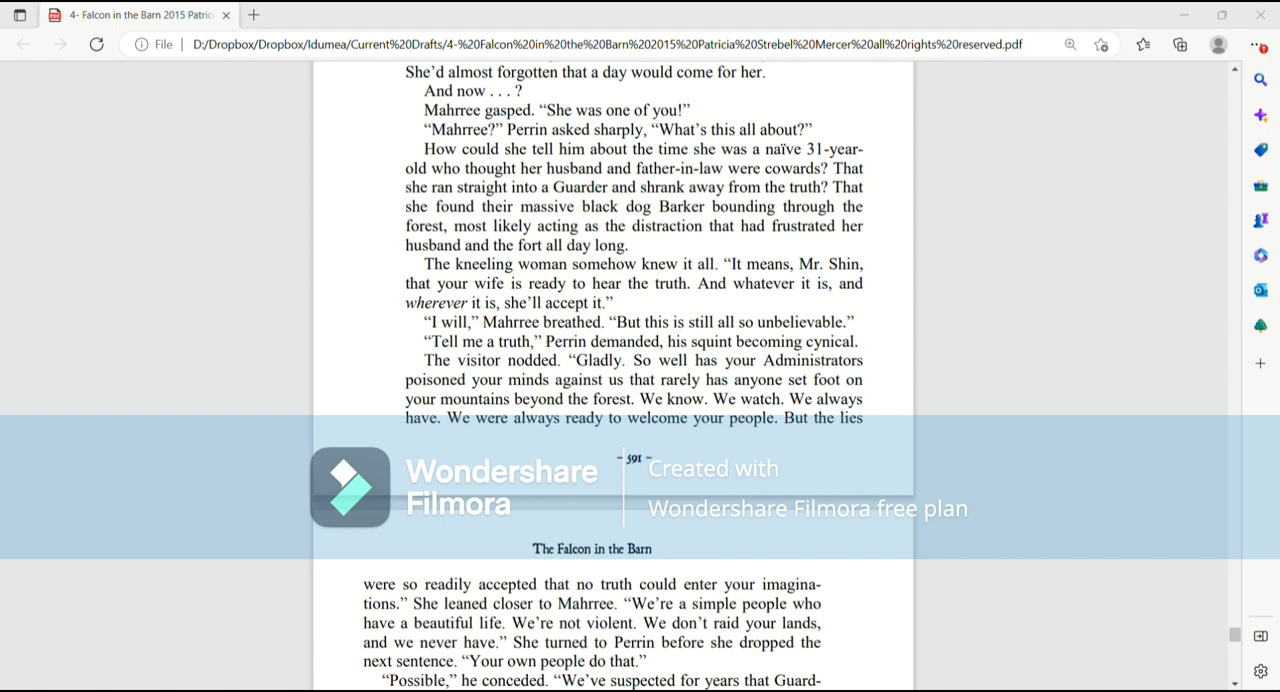 4- Falcon in the Barn 2015 Patric
File
D:/Dropbox/Dropbox/Idumea/Current%20Drafts/4-%20Falcon%20in%20the%20Barn%202015%20Patricia%20Strebel%20Mercer%20all%20rights%20reserved.pdf
She’d almost forgotten that a day would come for her.
And now . . . ?
Mahrree gasped. “She was one of you!”
“Mahrree?” Perrin asked sharply, “What’s this all about?”
How could she tell him about the time she was a naïve 31-year-
old who thought her husband and father-in-law were cowards? That
she ran straight into a Guarder and shrank away from the truth? That
she found their massive black dog Barker bounding through the
forest, most likely acting as the distraction that had frustrated her
husband and the fort all day long.
The kneeling woman somehow knew it all. “It means, Mr. Shin,
that your wife is ready to hear the truth. And whatever it is, and
wherever it is, she’ll accept it.”
“I will,” Mahrree breathed. “But this is still all so unbelievable.”
“Tell me a truth,” Perrin demanded, his squint becoming cynical.
The visitor nodded. “Gladly. So well has your Administrators
poisoned your minds against us that rarely has anyone set foot on
your mountains beyond the forest. We know. We watch. We always
have. We were always ready to welcome your people. But the lies
~ 591 ~
Wondershare
Filmora
Created with
Wondershare Filmora free plan
The Falcon in the Barn
were so readily accepted that no truth could enter your imagina-
tions.” She leaned closer to Mahrree. “We’re a simple people who
have a beautiful life. We’re not violent. We don’t raid your lands,
and we never have.” She turned to Perrin before she dropped the
next sentence. “Your own people do that.”
“Possible,” he conceded. “We’ve suspected for years that Guard-